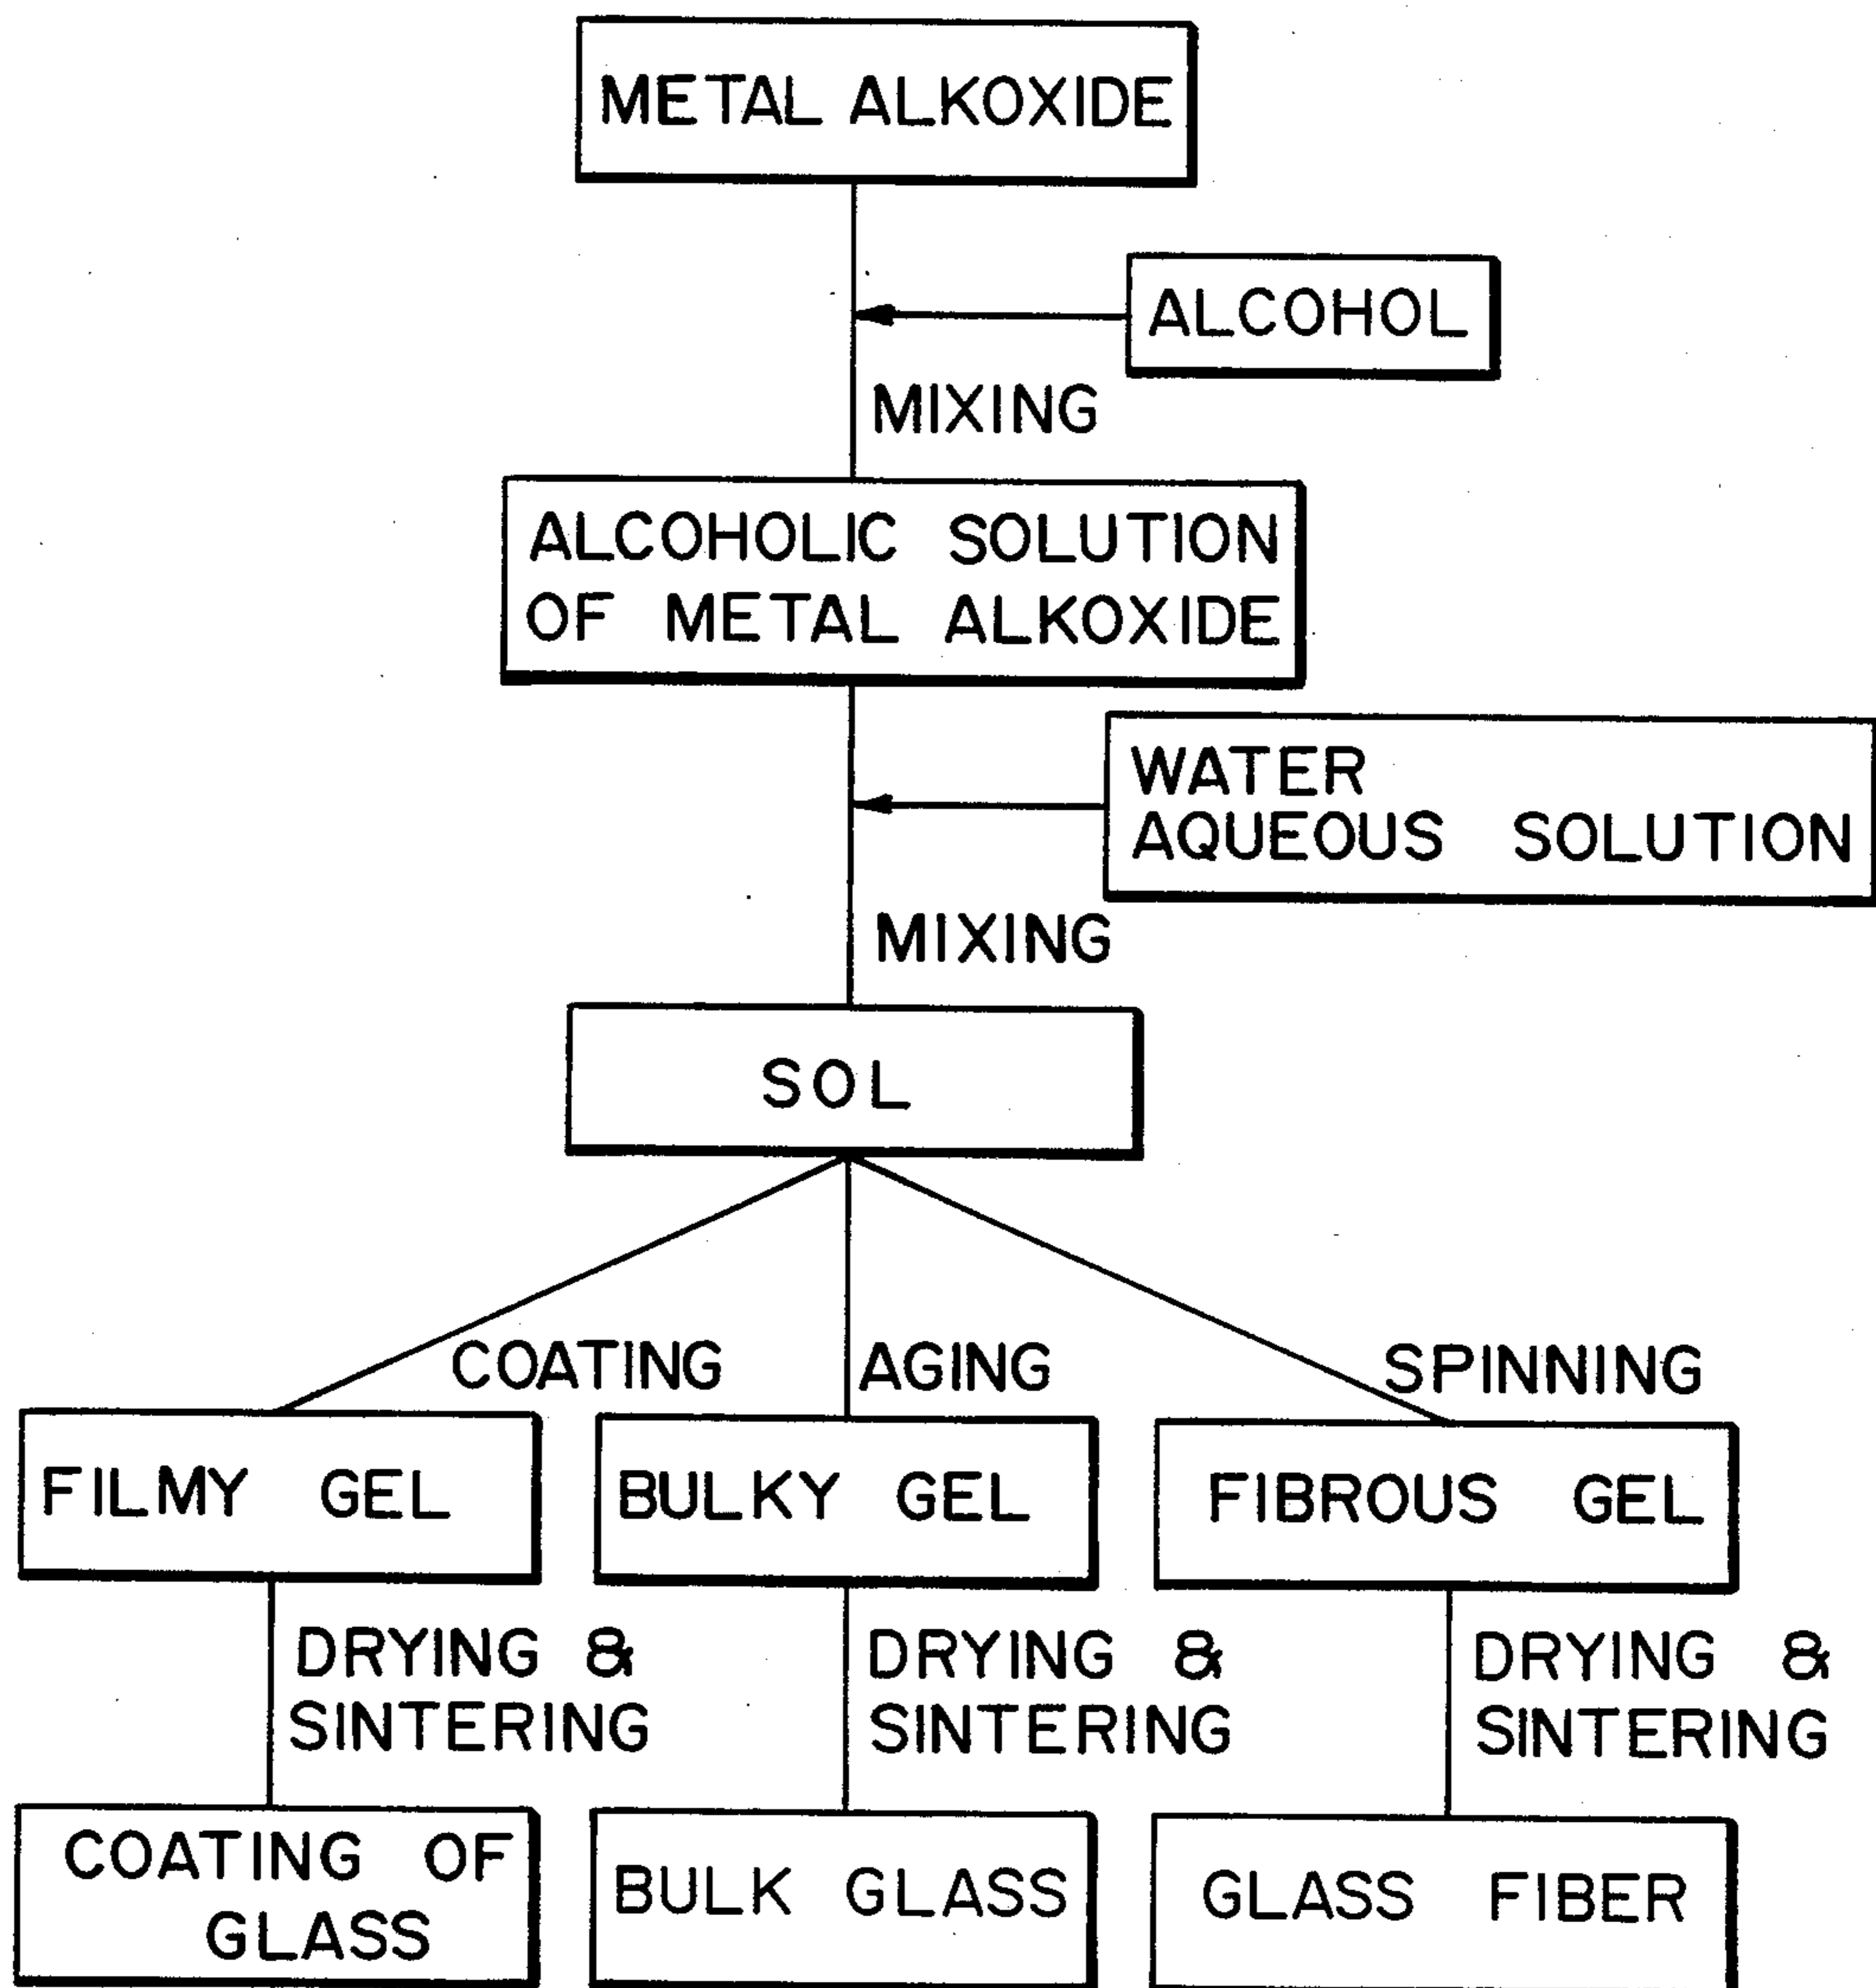 METAL ALKOXIDE
ALCOHOL
MIXING
ALCOHOLIC SOLUTION
OF METAL ALKOXIDE
WATER
AQUEOUS SOLUTION
MIXING
SOL
COATING
AGING
SPINNING
FILMY GEL
BULKY GEL
FIBROUS GEL
DRYING &
SINTERING
DRYING &
SINTERING
DRYING &
SINTERING
COATING OF
GLASS
BULK GLASS
GLASS FIBER